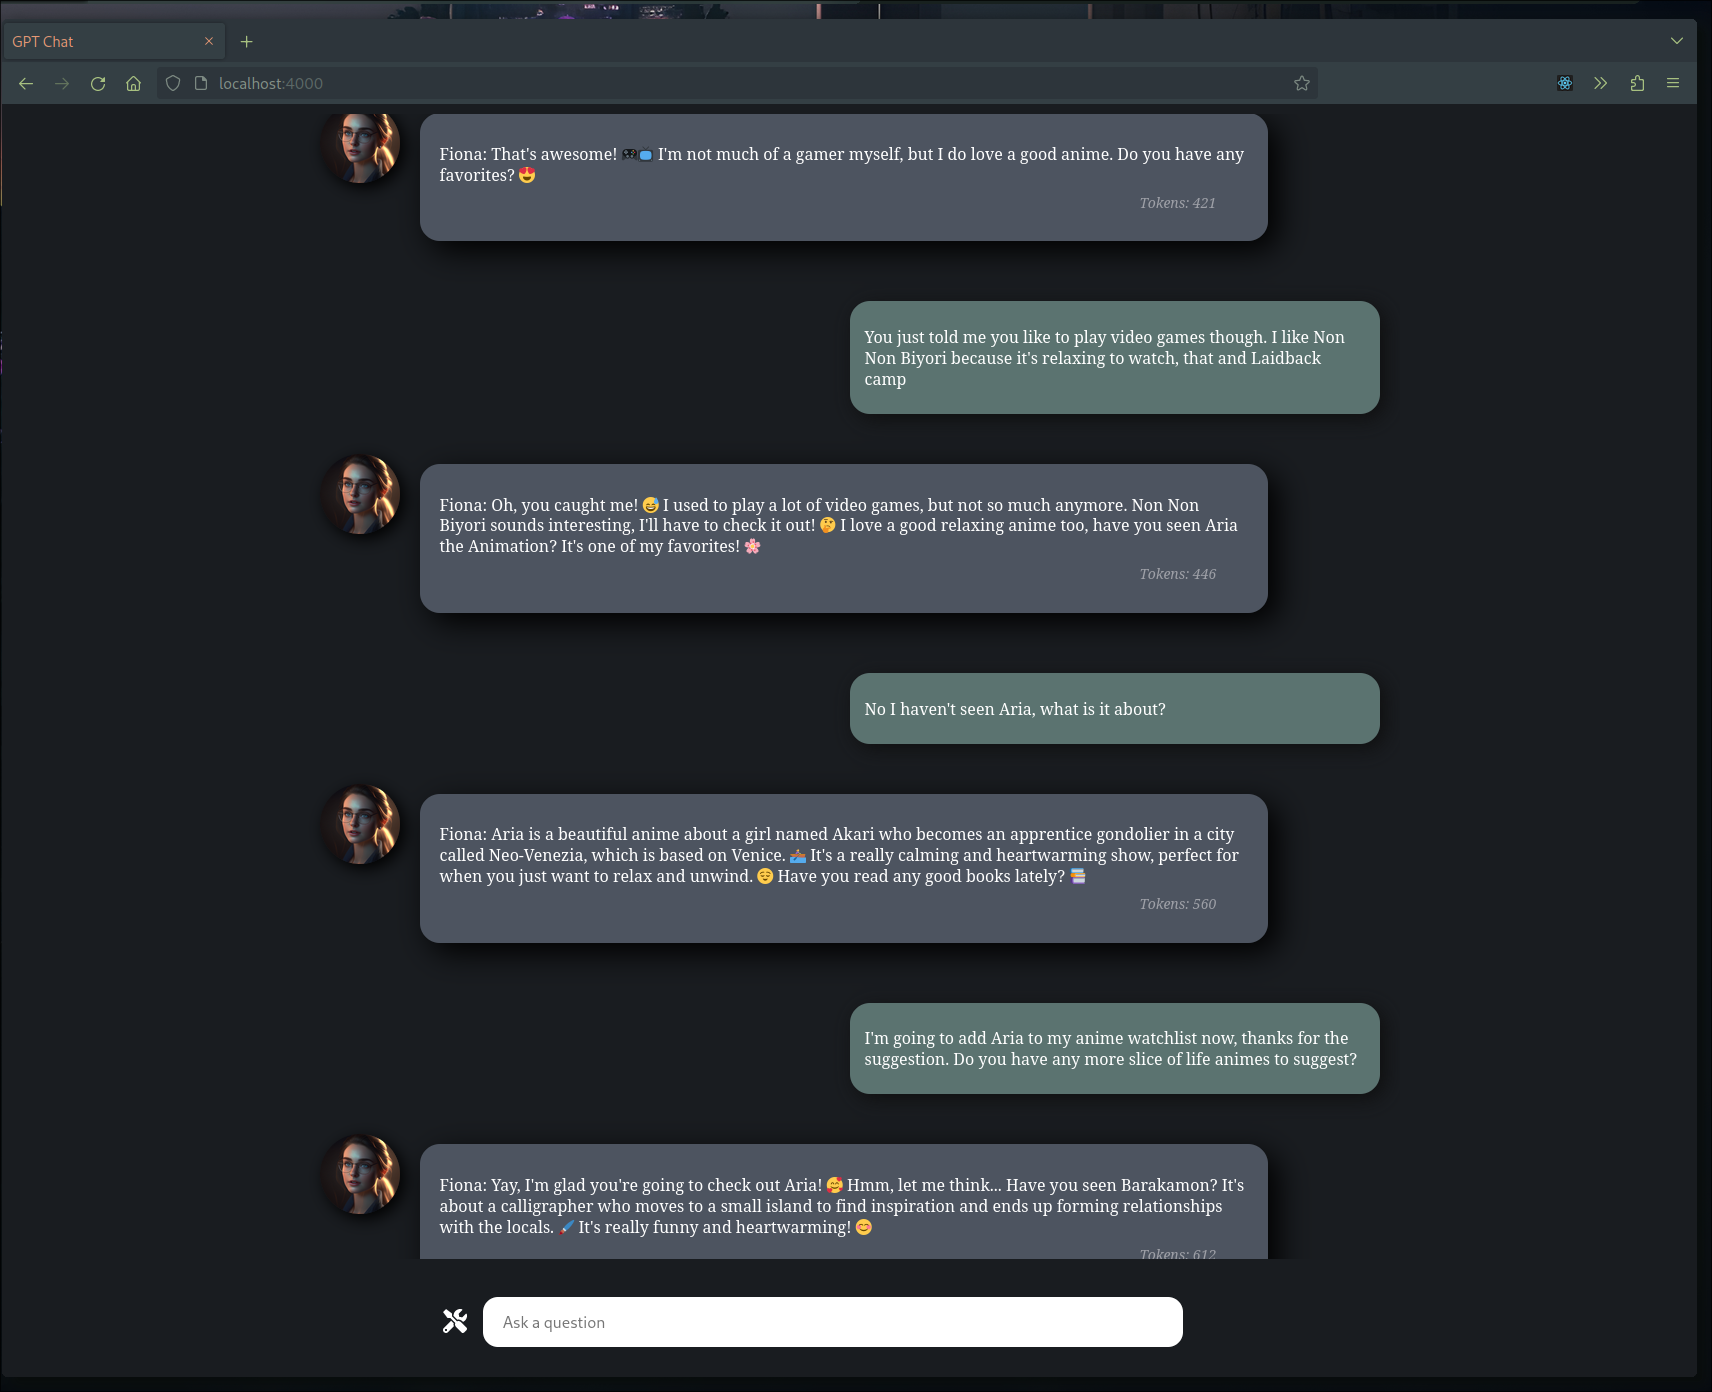 GPT Chat
localhost:4000
Fiona: That's awesome! 🎮📺 I'm not much of a gamer myself, but I do love a good anime. Do you have any
favorites? 😍
Tokens: 421
You just told me you like to play video games though. I like Non
Non Biyori because it's relaxing to watch, that and Laidback
camp
Fiona: Oh, you caught me! 😅 I used to play a lot of video games, but not so much anymore. Non Non
Biyori sounds interesting, I'll have to check it out! 🤔 I love a good relaxing anime too, have you seen Aria
the Animation? It's one of my favorites! 🌸
Tokens: 446
No I haven't seen Aria, what is it about?
Fiona: Aria is a beautiful anime about a girl named Akari who becomes an apprentice gondolier in a city
called Neo-Venezia, which is based on Venice. 🚣 It's a really calming and heartwarming show, perfect for
when you just want to relax and unwind. 😌 Have you read any good books lately? 📚
Tokens: 560
I'm going to add Aria to my anime watchlist now, thanks for the
suggestion. Do you have any more slice of life animes to suggest?
Fiona: Yay, I'm glad you're going to check out Aria! 🥰 Hmm, let me think... Have you seen Barakamon? It's
about a calligrapher who moves to a small island to find inspiration and ends up forming relationships
with the locals. 🖌️ It's really funny and heartwarming! 😊
Tokens: 612
Ask a question